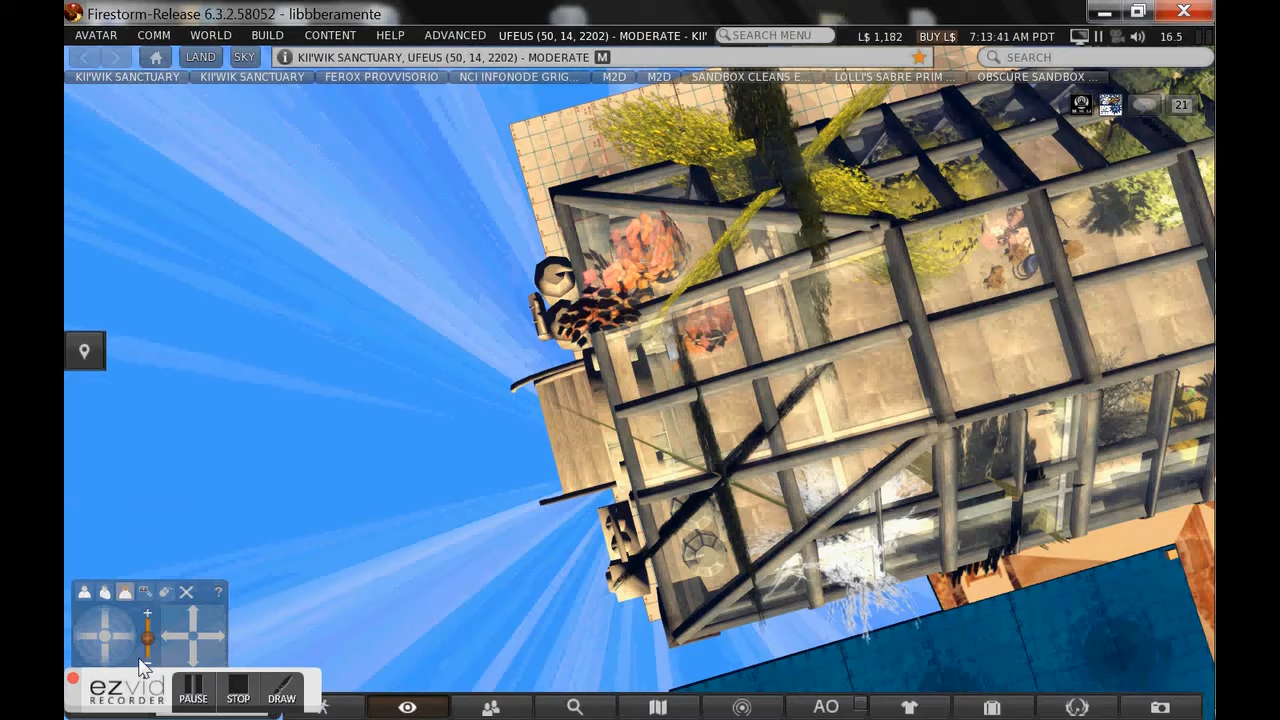 Firestorm-Release 6.3.2.58052 - libbberamente
AVATAR COMM WORLD BUILD CONTENT HELP ADVANCED UFEUS (50, 14, 2202) - MODERATE - KII' SEARCH MENU L$ 1,182 BUY L$ 7:13:41 AM PDT 16.5
LAND SKY KII'WIK SANCTUARY, UFEUS (50, 14, 2202) - MODERATE M SEARCH
KII'WIK SANCTUARY KII'WIK SANCTUARY FEROX PROVVISORIO NCI INFONODE GRIG... M2D M2D SANDBOX CLEANS E... LOLLI'S SABRE PRIM ... OBSCURE SANDBOX ...
21
?
ezvid
RECORDER
PAUSE STOP DRAW
AO